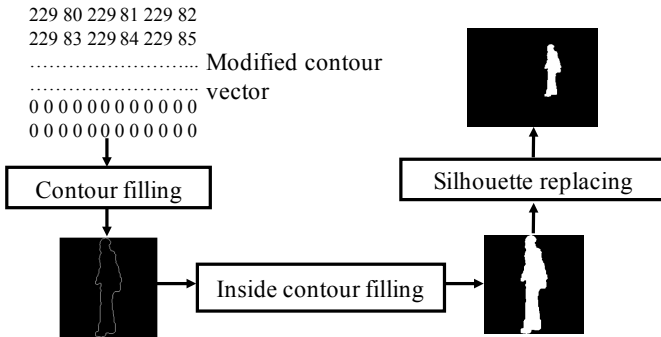 229 80 229 81 229 82
229 83 229 84 229 85
................................
................................
0 0 0 0 0 0 0 0 0 0 0 0
0 0 0 0 0 0 0 0 0 0 0 0
Modified contour
vector
Contour filling
Inside contour filling
Silhouette replacing